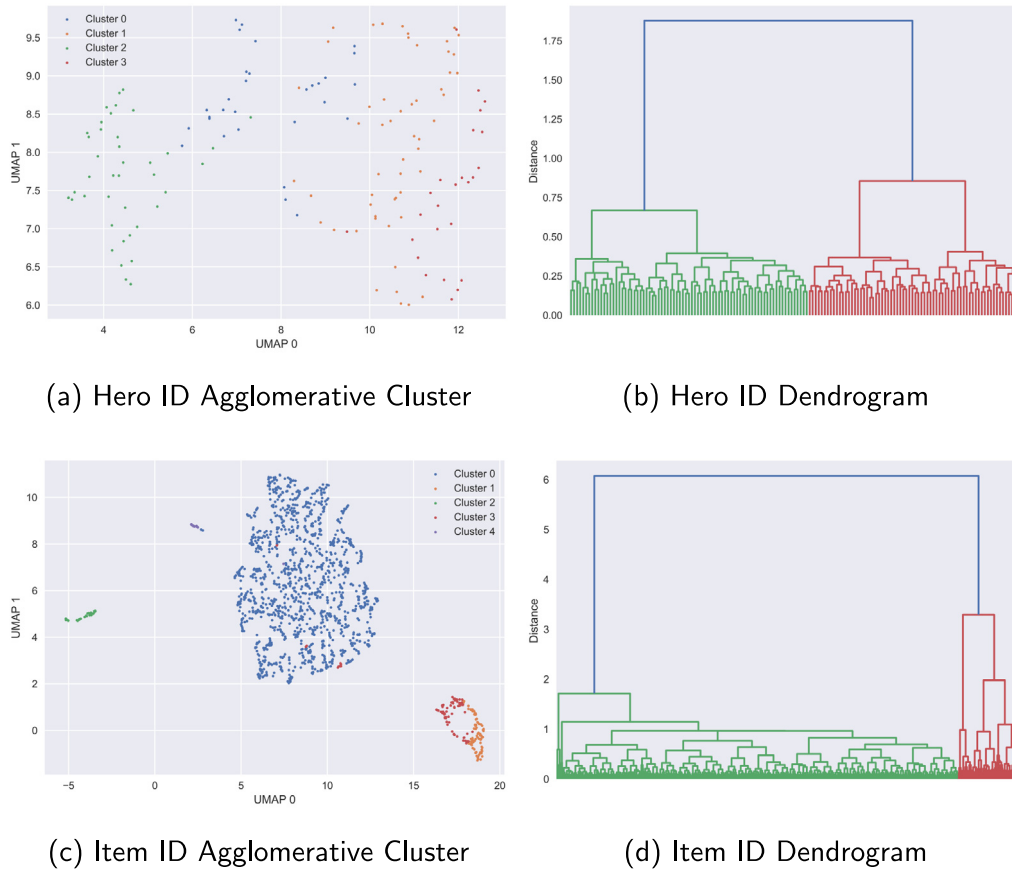 Cluster 0
Cluster 1
Cluster 2
Cluster 3
9.5
9.0
8.5
8.0
7.5
7.0
6.5
6.0
UMAP 1
4
6
8
10
12
UMAP 0
1.75
1.50
1.25
1.00
0.75
0.50
0.25
0.00
Distance
(a) Hero ID Agglomerative Cluster
(b) Hero ID Dendrogram
Cluster 0
Cluster 1
Cluster 2
Cluster 3
Cluster 4
10
8
6
4
2
0
UMAP 1
−5
0
5
10
15
20
UMAP 0
6
5
4
3
2
1
0
Distance
(c) Item ID Agglomerative Cluster
(d) Item ID Dendrogram